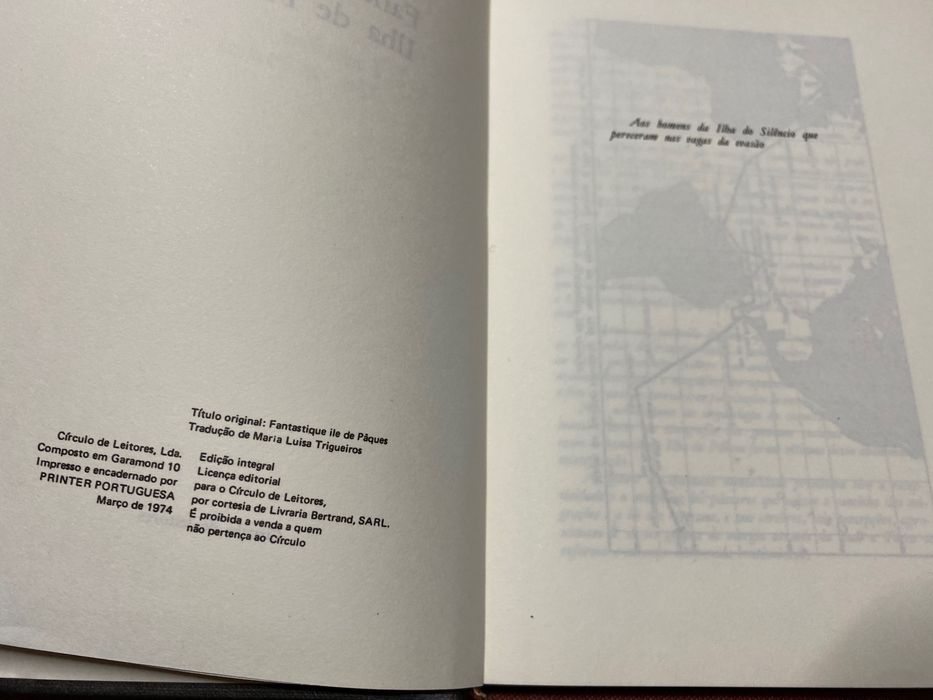 Título original: Fantastique ile de Pâques
Tradução de Maria Luisa Trigueiros
Círculo de Leitores, Lda.
Composto em Garamond 10
Impresso e encadernado por
PRINTER PORTUGUESA
Março de 1974
Edição integral
Licença editorial
para o Círculo de Leitores,
por cortesia de Livraria Bertrand, SARL.
É proibida a venda a quem
não pertença ao Círculo
Aos homens da Ilha do Silêncio que
pereceram nas vagas da evasão